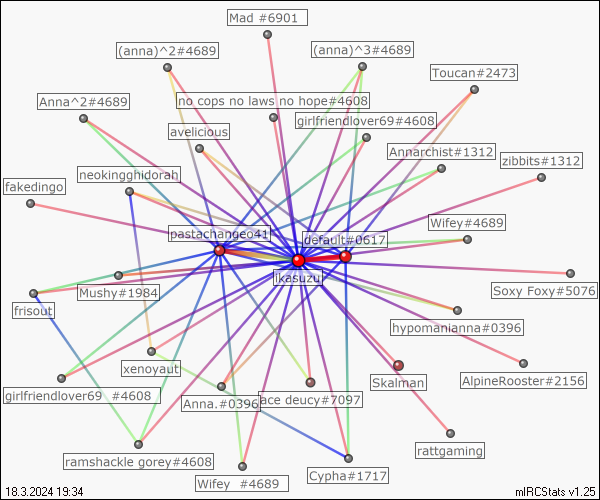 Mad #6901
(anna)^2#4689
(anna)^3#4689
Toucan#2473
Anna^2#4689
no cops no laws no hope#4608
girlfriendlover69#4608
avelicious
Annarchist#1312
zibbits#1312
neokingghidorah
fakedingo
Wifey#4689
pastachangeo41
default#0617
ikasuzu
Soxy Foxy#5076
Mushy#1984
frisout
hypomanianna#0396
xenoyaut
Skalman
AlpineRooster#2156
girlfriendlover69 #4608
Anna.#0396
ace deucy#7097
rattgaming
ramshackle gorey#4608
Cypha#1717
Wifey #4689
18.3.2024 19:34
mIRCStats v1.25